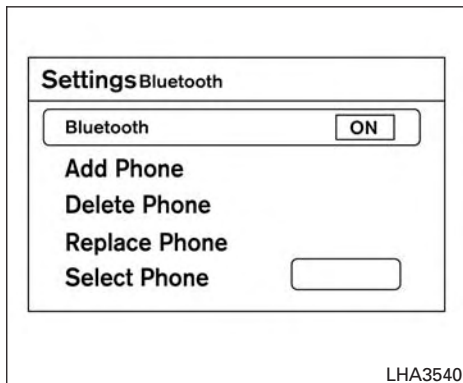 Settings Bluetooth
Bluetooth ON
Add Phone
Delete Phone
Replace Phone
Select Phone
LHA3540